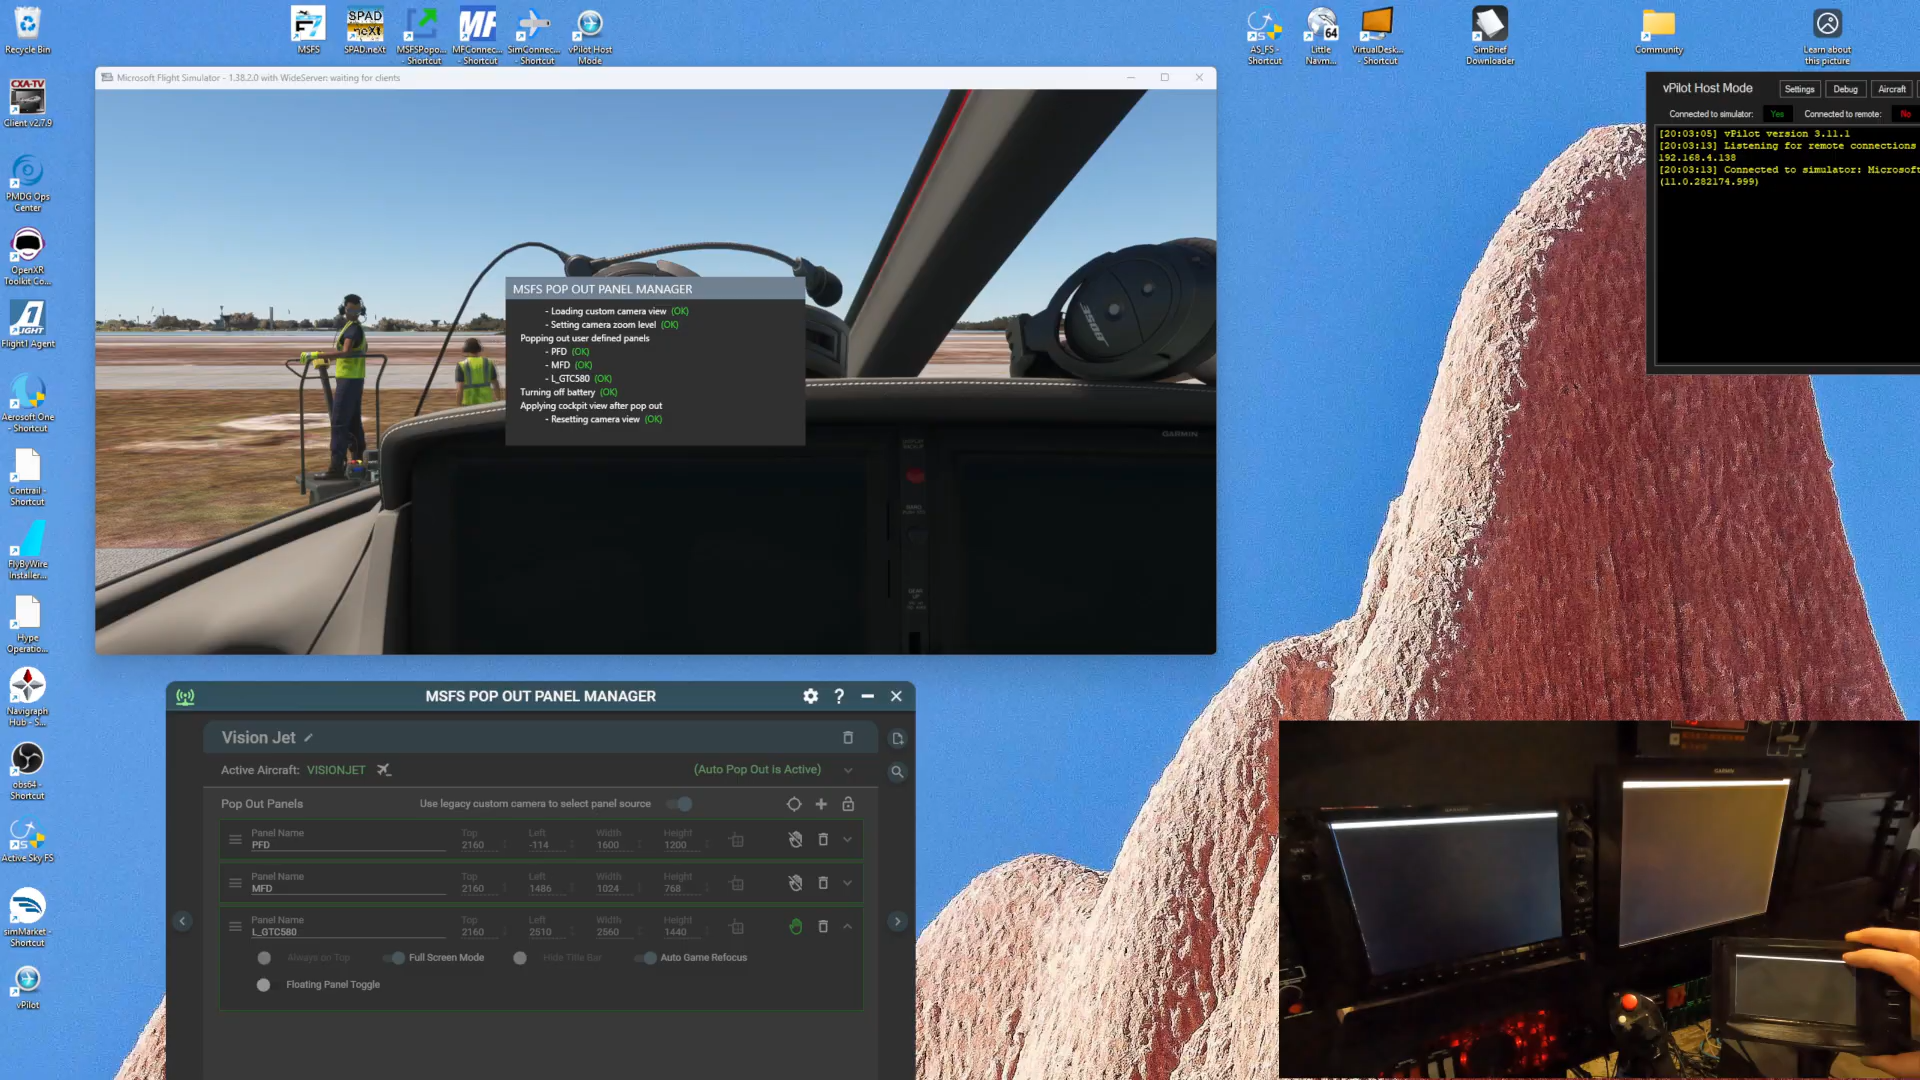 Recycle Bin
MSFS
SPAD.neXt
MSFSPopo...
- Shortcut
MFConnec...
- Shortcut
SimConnec...
- Shortcut
vPilot Host
Mode
AS_FS -
Shortcut
Little
Navm...
VirtualDesk...
- Shortcut
SimBrief
Downloader
Community
Learn about
this picture
CXA-TV
Client v2.7.9
PMDG Ops
Center
OpenXR
Toolkit Co...
Flight1 Agent
Aerosoft One
- Shortcut
Contrail -
Shortcut
FlyByWire
Installer...
Hype
Operatio...
Navigraph
Hub - S...
obs64 -
Shortcut
Active Sky FS
simMarket -
Shortcut
vPilot
Microsoft Flight Simulator - 1.38.2.0 with WideServer: waiting for clients
MSFS POP OUT PANEL MANAGER
- Loading custom camera view (OK)
- Setting camera zoom level (OK)
Popping out user defined panels
- PFD (OK)
- MFD (OK)
- L_GTC580 (OK)
Turning off battery (OK)
Applying cockpit view after pop out
- Resetting camera view (OK)
GARMIN
vPilot Host Mode
Settings Debug Aircraft
Connected to simulator: Yes Connected to remote: No
[20:03:05] vPilot version 3.11.1
[20:03:13] Listening for remote connections
192.168.4.138
[20:03:13] Connected to simulator: Microsoft
(11.0.282174.999)
MSFS POP OUT PANEL MANAGER
Vision Jet
Active Aircraft: VISIONJET (Auto Pop Out Is Active)
Pop Out Panels Use legacy custom camera to select panel source
Panel Name Top Left Width Height
PFD 2160 -114 1600 1200
Panel Name Top Left Width Height
MFD 2160 1486 1024 768
Panel Name Top Left Width Height
L_GTC580 2160 2510 2560 1440
Always on Top Full Screen Mode Hide Title Bar Auto Game Refocus
Floating Panel Toggle
GARMIN